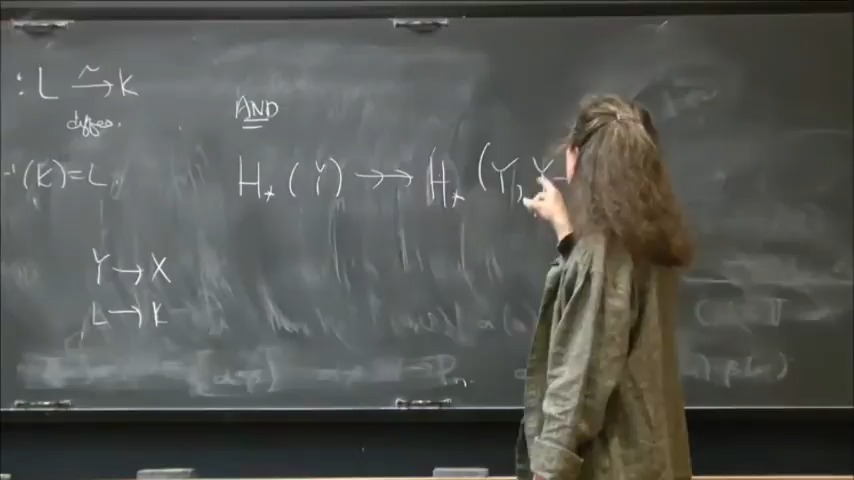 : L ⥲ K
diffeo.
AND
⁻¹(K)=L
H⁎(Y) ↠ H⁎(Y, Y-
Y → X
L → K